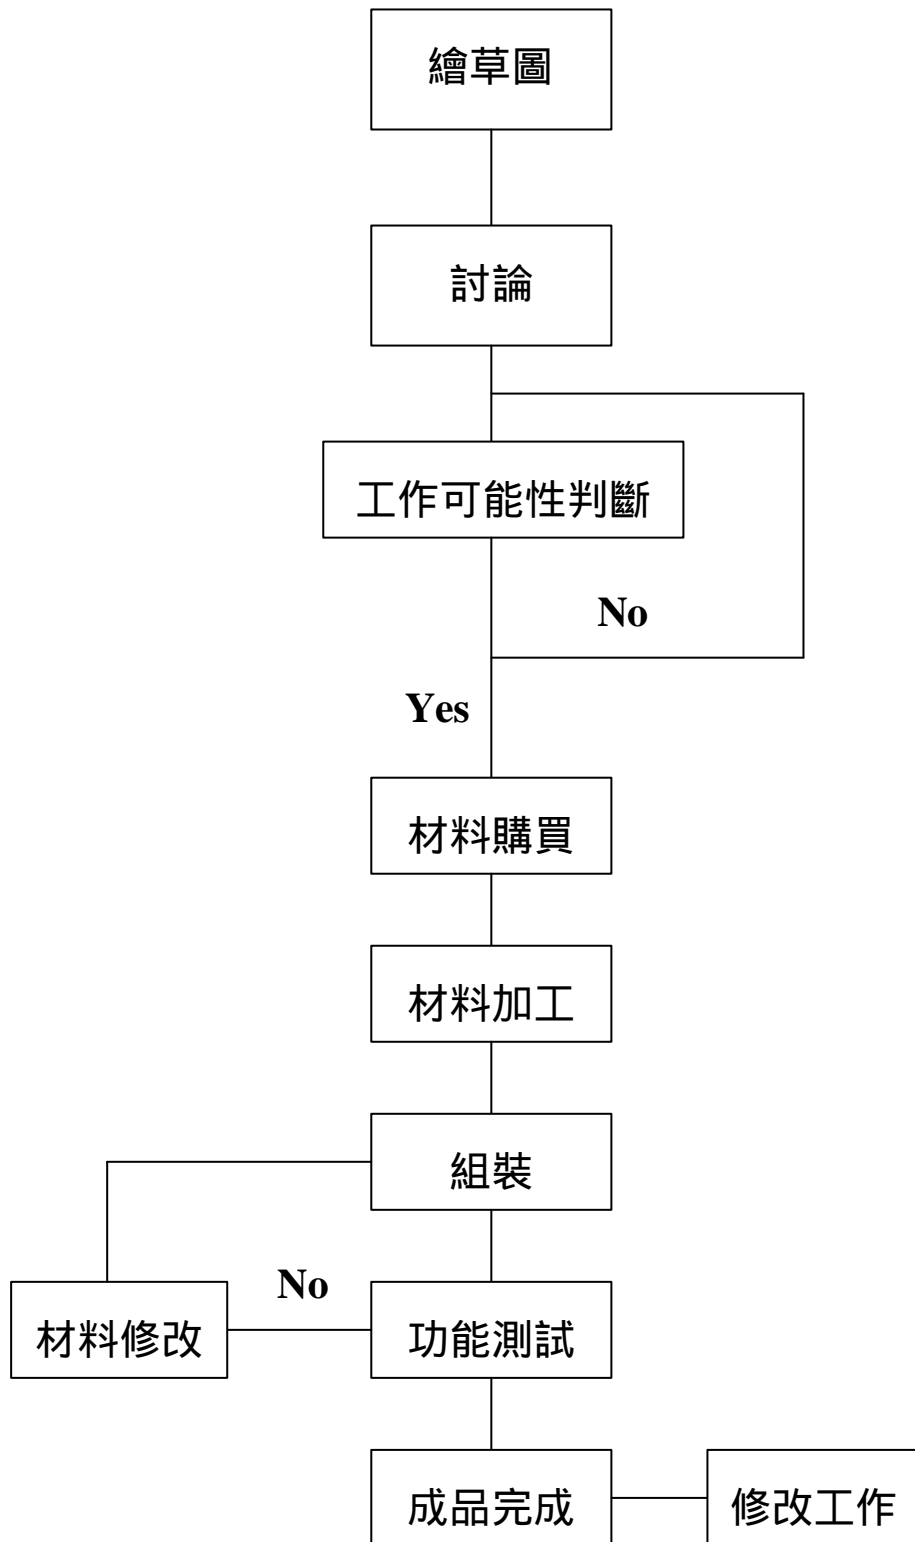 繪草圖
討論
工作可能性判斷
No
Yes
材料購買
材料加工
組裝
No
材料修改
功能測試
成品完成
修改工作